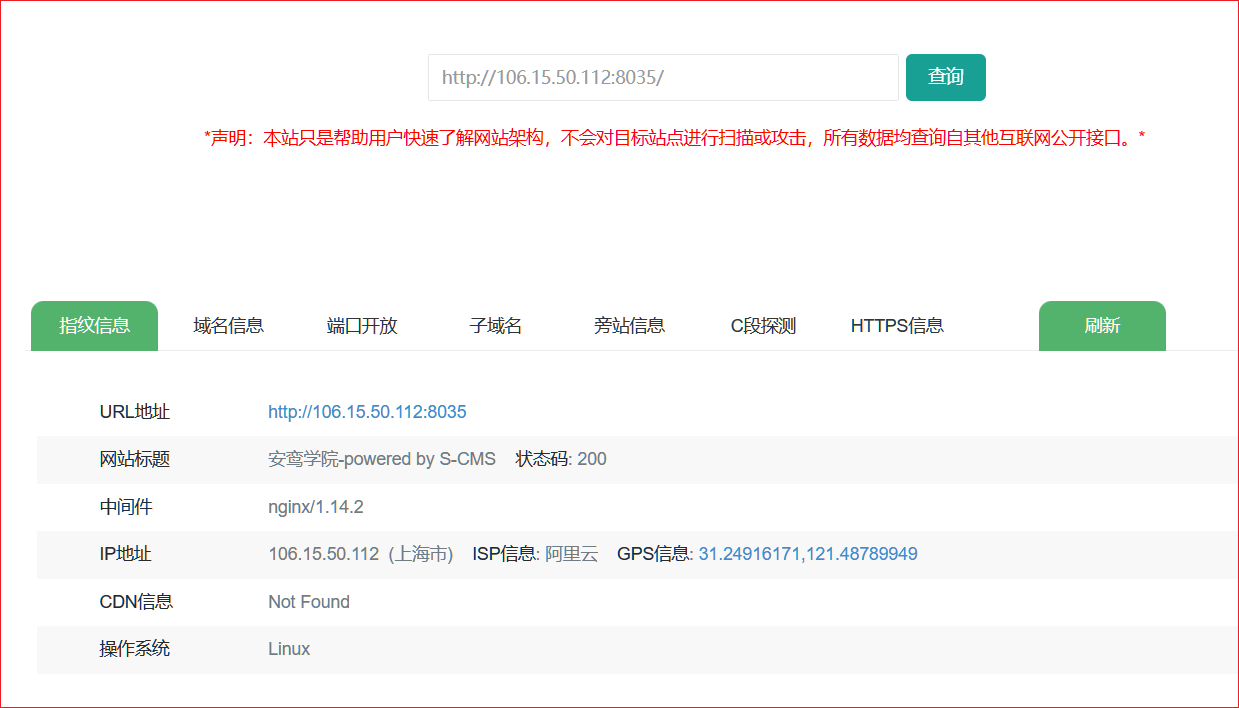 http://106.15.50.112:8035/ 查询
*声明：本站只是帮助用户快速了解网站架构，不会对目标站点进行扫描或攻击，所有数据均查询自其他互联网公开接口。*
指纹信息 域名信息 端口开放 子域名 旁站信息 C段探测 HTTPS信息 刷新
URL地址 http://106.15.50.112:8035
网站标题 安鸾学院-powered by S-CMS 状态码: 200
中间件 nginx/1.14.2
IP地址 106.15.50.112 (上海市) ISP信息: 阿里云 GPS信息: 31.24916171,121.48789949
CDN信息 Not Found
操作系统 Linux